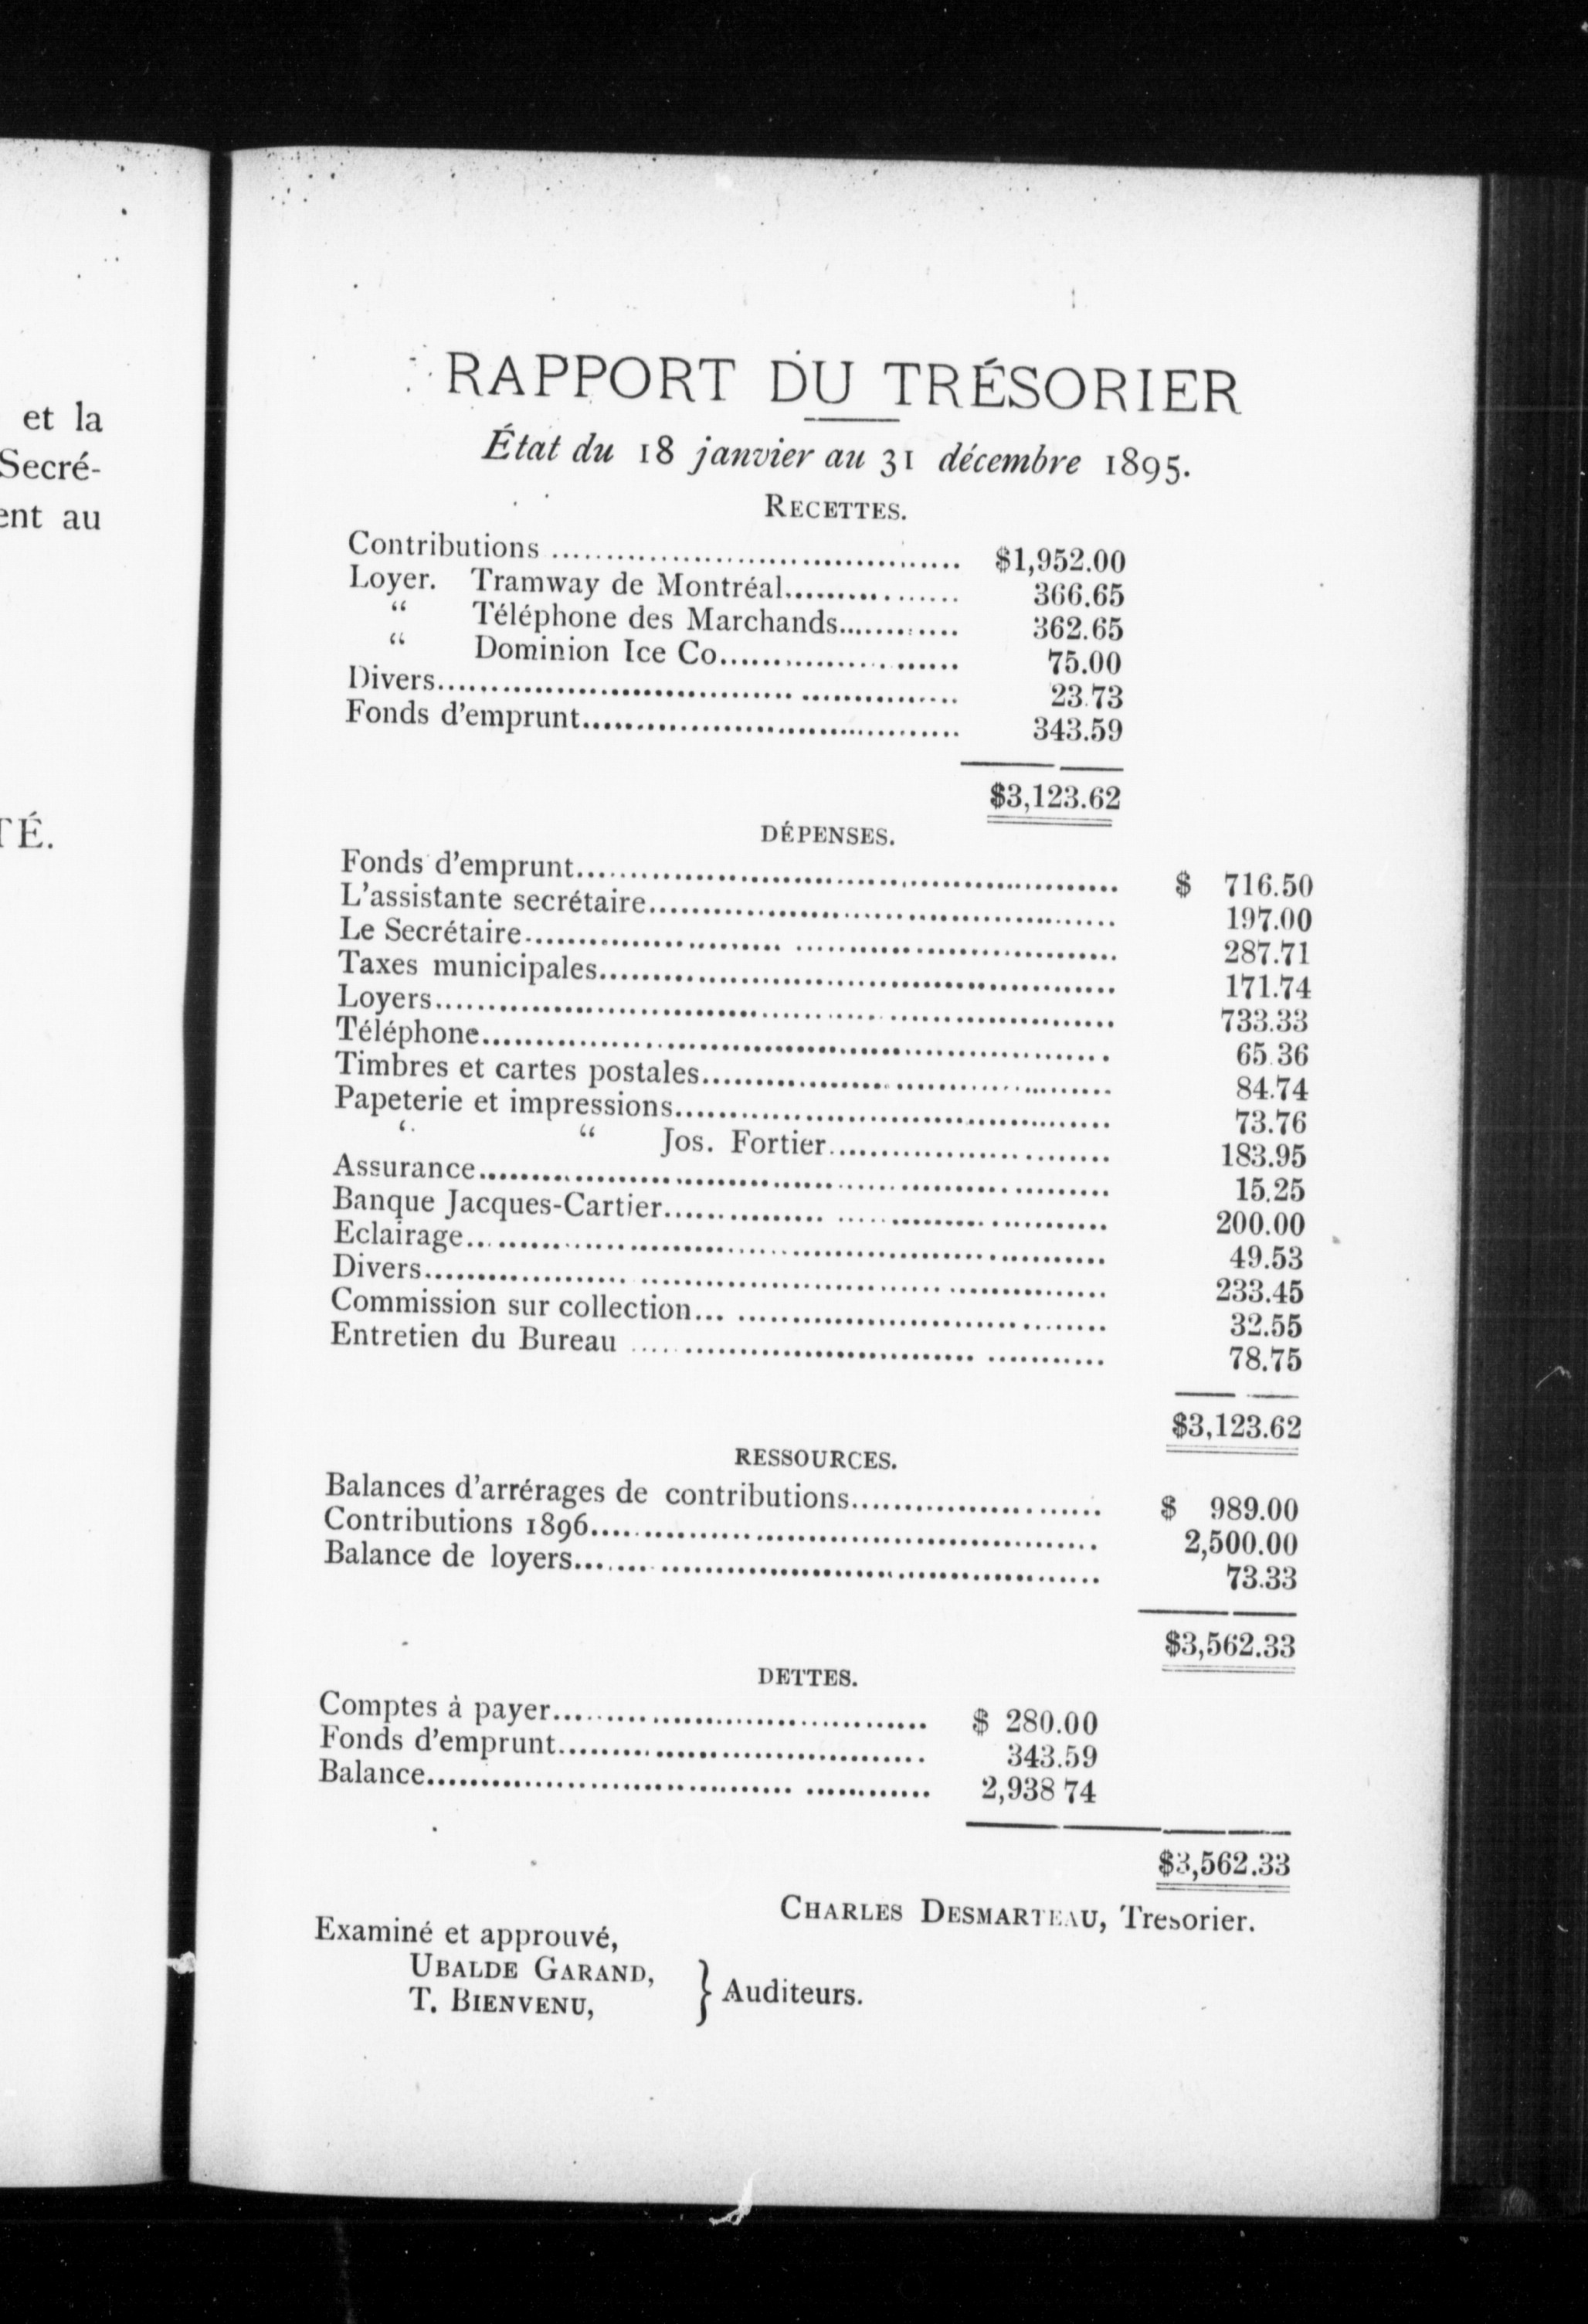 et la
Secré-
ent au
TÉ.
RAPPORT DU TRÉSORIER
État du 18 janvier au 31 décembre 1895.
RECETTES.
Contributions ........................................ $1,952.00
Loyer. Tramway de Montréal................ 366.65
“ Téléphone des Marchands............ 362.65
“ Dominion Ice Co....................... 75.00
Divers.................................................. 23.73
Fonds d'emprunt.................................... 343.59
$3,123.62
DÉPENSES.
Fonds d'emprunt.................................................... $ 716.50
L'assistante secrétaire............................................ 197.00
Le Secrétaire........................................................ 287.71
Taxes municipales................................................. 171.74
Loyers................................................................ 733.33
Téléphone............................................................ 65.36
Timbres et cartes postales....................................... 84.74
Papeterie et impressions......................................... 73.76
“ “ Jos. Fortier........................... 183.95
Assurance............................................................ 15.25
Banque Jacques-Cartier.......................................... 200.00
Eclairage............................................................. 49.53
Divers................................................................. 233.45
Commission sur collection... ................................... 32.55
Entretien du Bureau ............................................. 78.75
$3,123.62
RESSOURCES.
Balances d'arrérages de contributions........................ $ 989.00
Contributions 1896................................................ 2,500.00
Balance de loyers.................................................. 73.33
$3,562.33
DETTES.
Comptes à payer.................................... $ 280.00
Fonds d'emprunt................................... 343.59
Balance............................................... 2,938 74
$3,562.33
CHARLES DESMARTEAU, Tresorier.
Examiné et approuvé,
UBALDE GARAND,
T. BIENVENU, } Auditeurs.